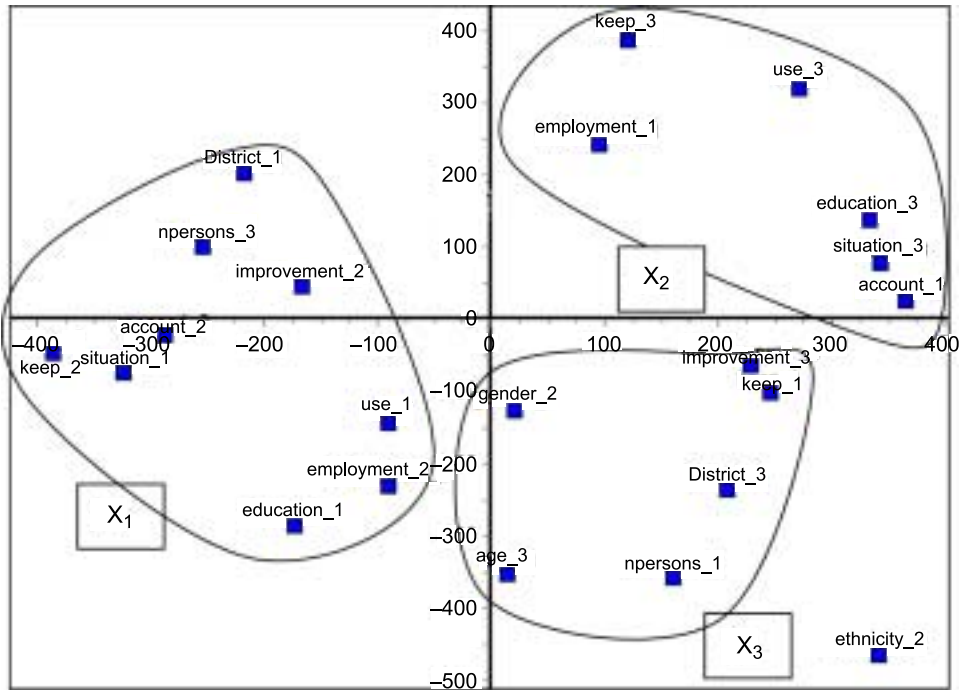 400
keep_3
use_3
300
employment_1
200
District_1
education_3
npersons_3
100
situation_3
improvement_2
X2
account_1
0
account_2
–400
–300
–200
–100
0
100
200
300
400
keep_2
situation_1
improvement_3
keep_1
–100
gender_2
use_1
–200
employment_2
District_3
education_1
X1
–300
age_3
npersons_1
–400
X3
ethnicity_2
–500